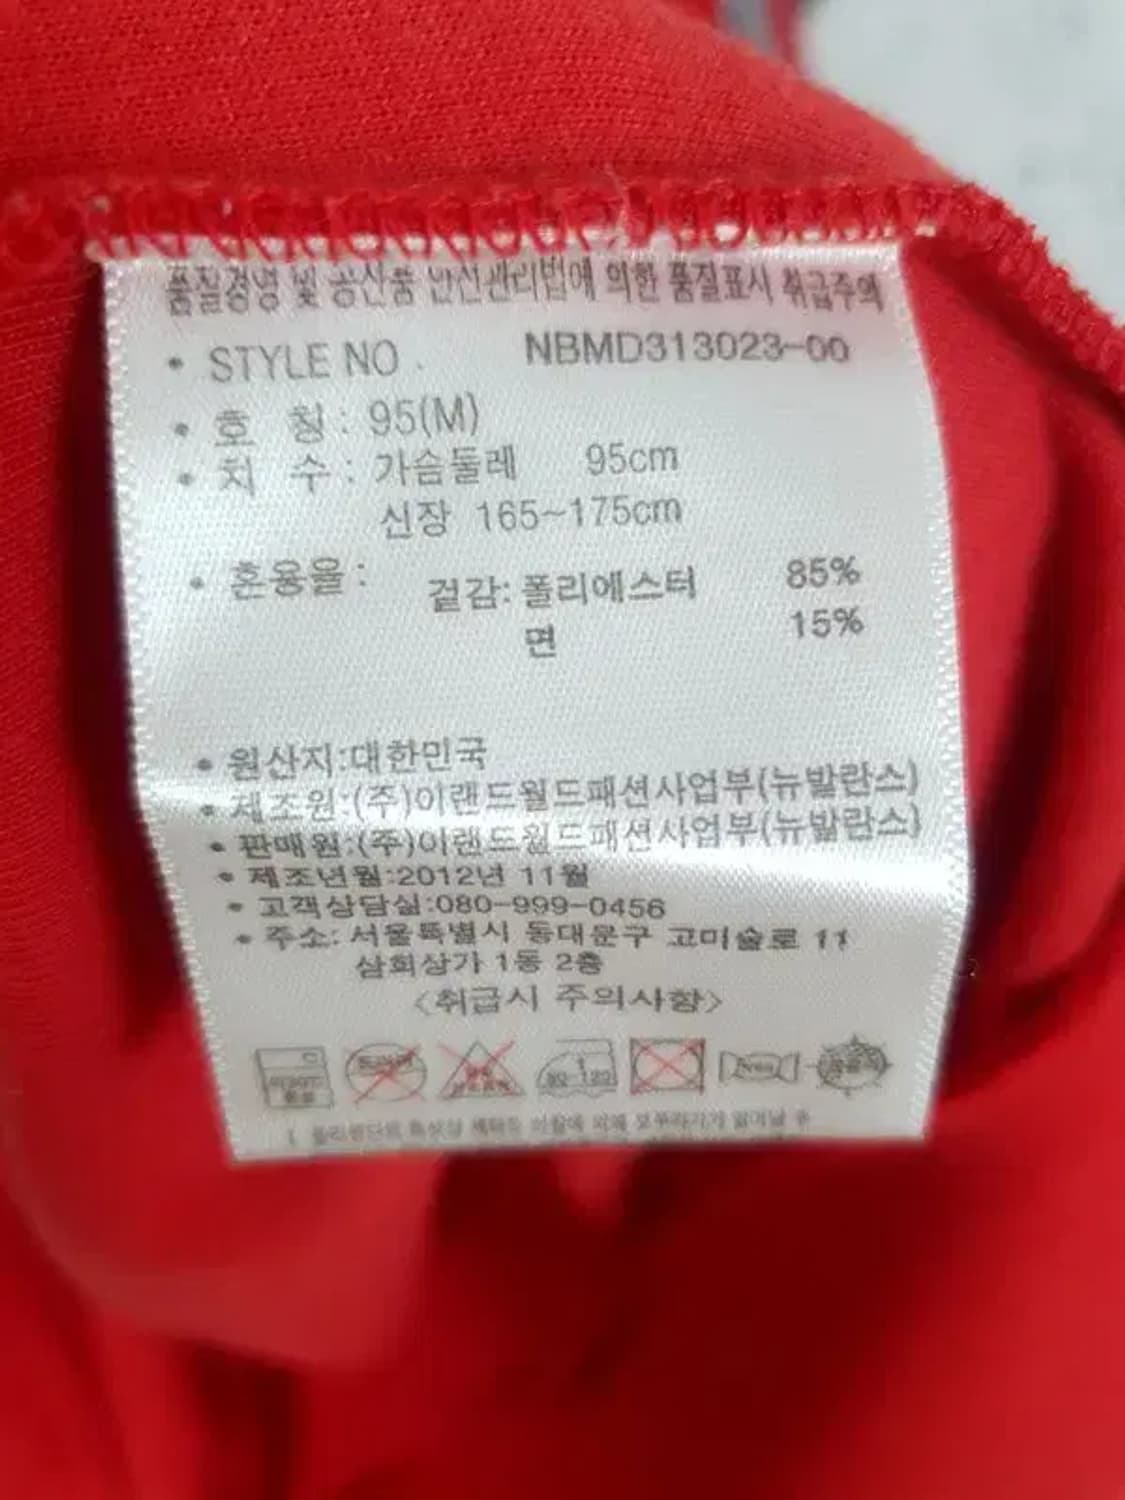 품질경영 및 공산품 안전관리법에 의한 품질표시 취급주의
• STYLE NO . NBMD313023-00
• 호 칭 : 95(M)
• 치 수 : 가슴둘레 95cm
신장 165~175cm
• 혼용율 : 겉감: 폴리에스터 85%
면 15%
• 원산지:대한민국
• 제조원:(주)이랜드월드패션사업부(뉴발란스)
• 판매원:(주)이랜드월드패션사업부(뉴발란스)
• 제조년월:2012년 11월
• 고객상담실:080-999-0456
• 주소: 서울특별시 동대문구 고미술로 11
삼희상가 1동 2층
<취급시 주의사항>
드라이
80~120